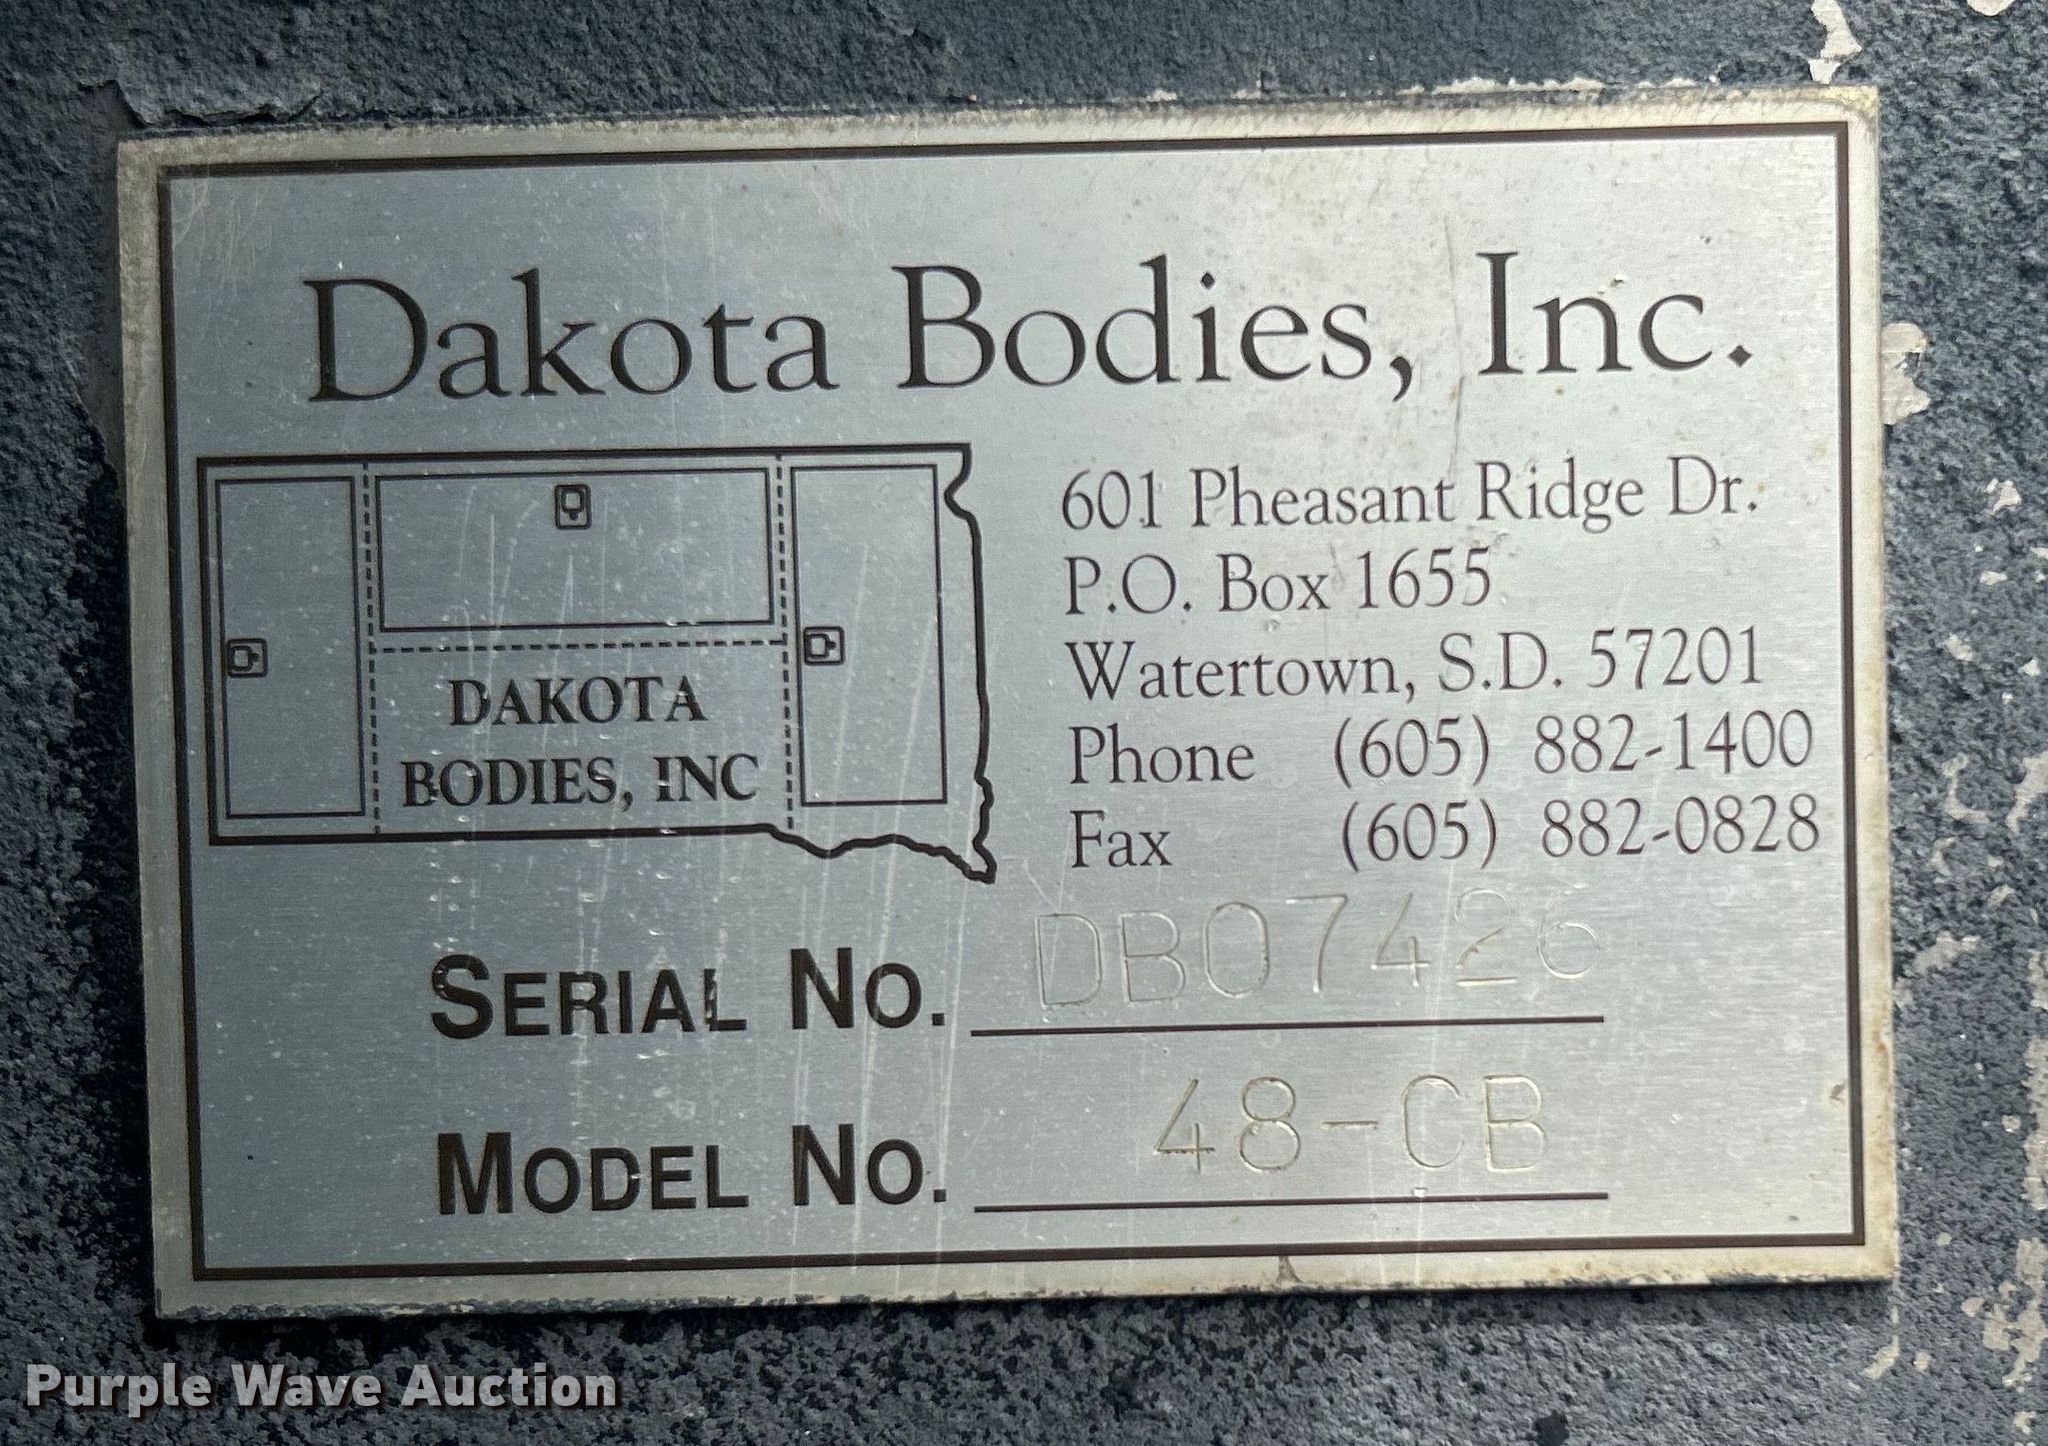 Dakota Bodies, Inc.
DAKOTA
BODIES, INC
601 Pheasant Ridge Dr.
P.O. Box 1655
Watertown, S.D. 57201
Phone (605) 882-1400
Fax (605) 882-0828
SERIAL NO. DB07426
MODEL NO. 48-CB
Purple Wave Auction